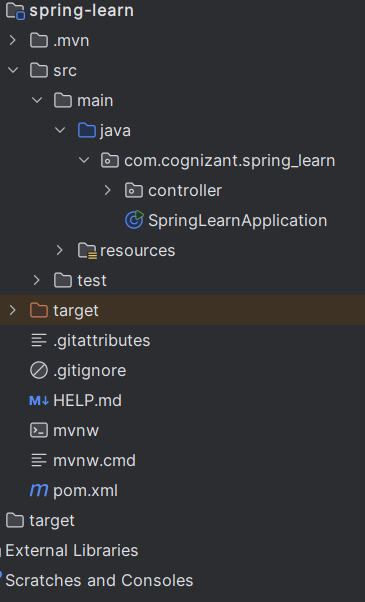 spring-learn
.mvn
src
main
java
com.cognizant.spring_learn
controller
SpringLearnApplication
resources
test
target
.gitattributes
.gitignore
M↓ HELP.md
mvnw
mvnw.cmd
m pom.xml
target
External Libraries
Scratches and Consoles